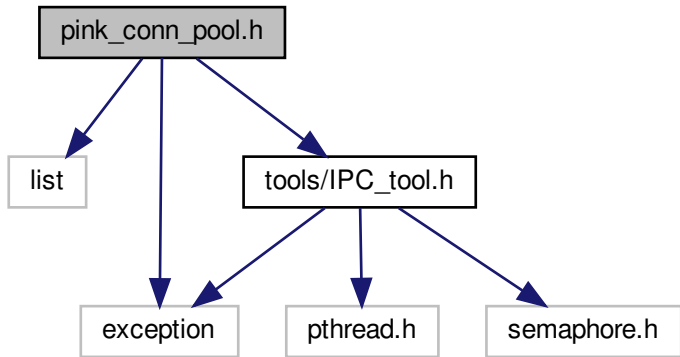 pink_conn_pool.h
list
tools/IPC_tool.h
exception
pthread.h
semaphore.h